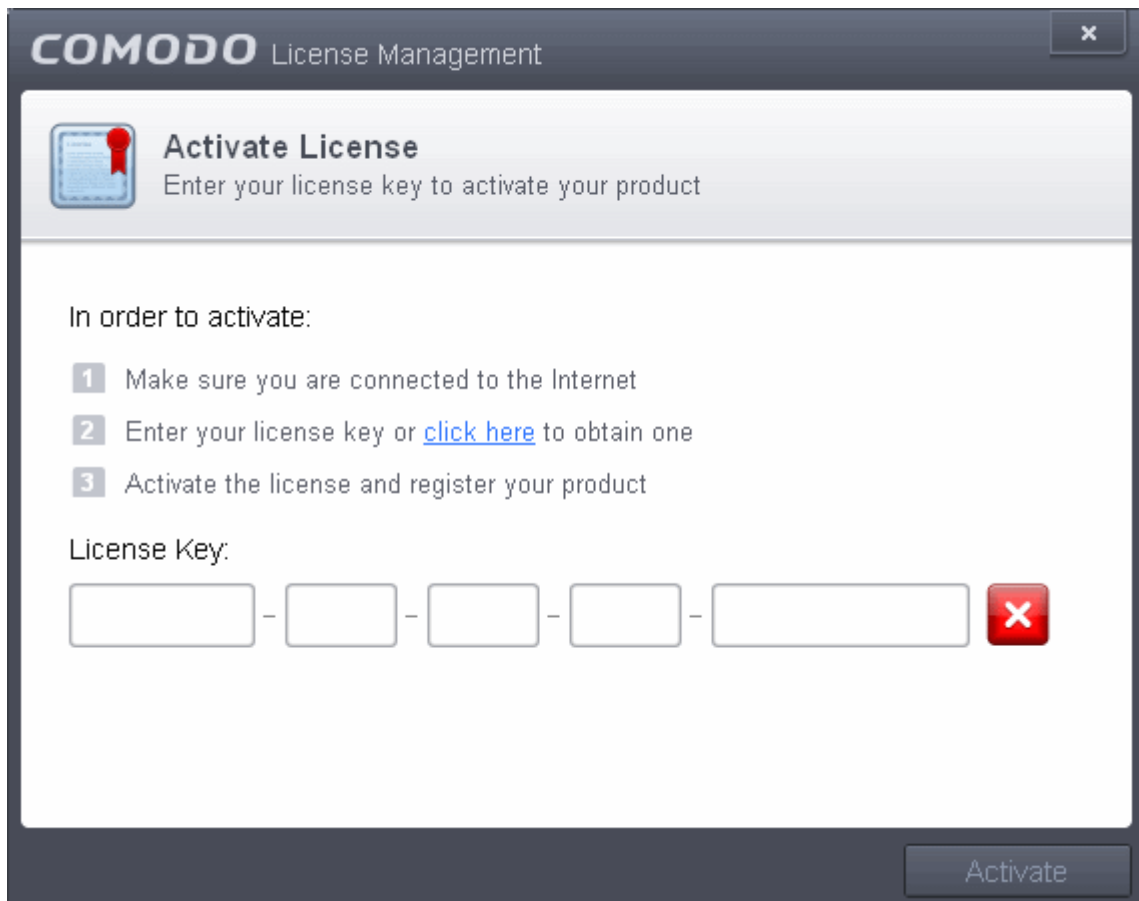 COMODO License Management
Activate License
Enter your license key to activate your product
In order to activate:
1 Make sure you are connected to the Internet
2 Enter your license key or click here to obtain one
3 Activate the license and register your product
License Key:
- - - -
Activate